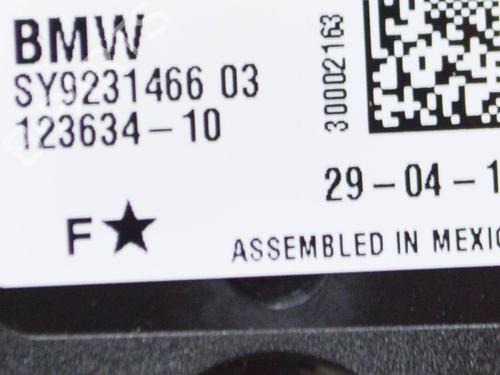 BMW
SY9231466 03
123634-10
30002163
29-04-1
F★
ASSEMBLED IN MEXIC